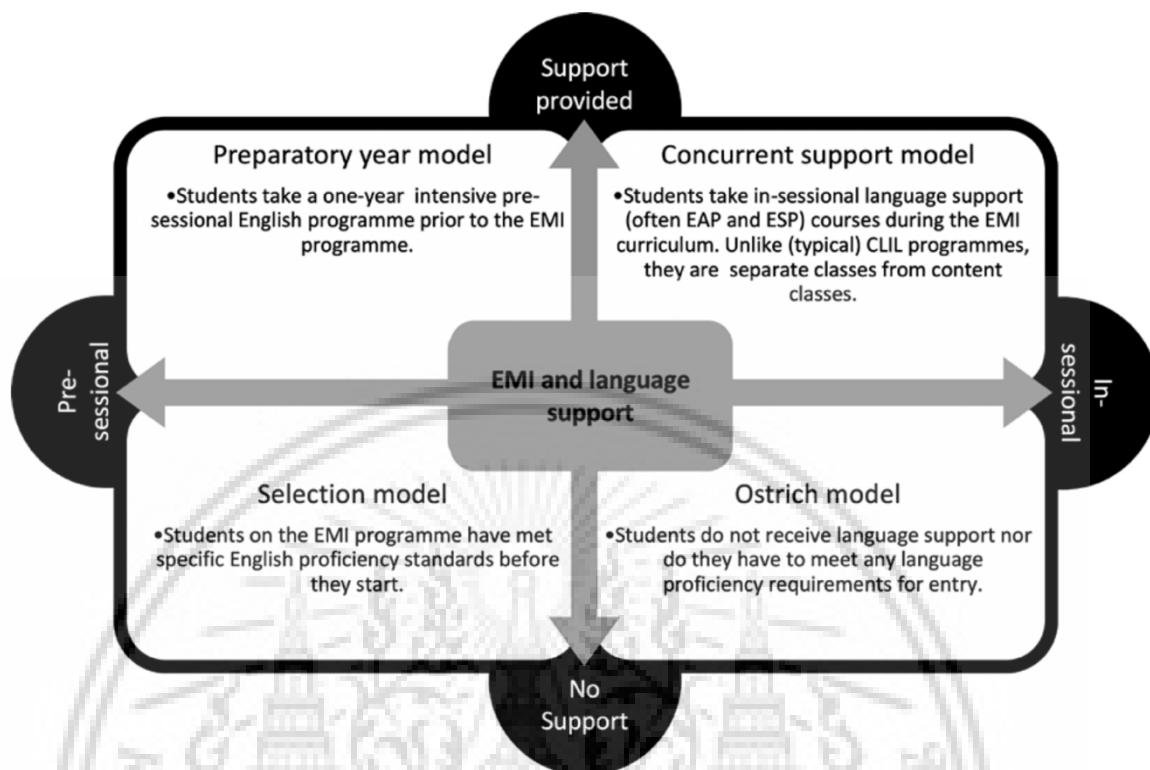 Support
provided
Preparatory year model
•Students take a one-year intensive pre-
sessional English programme prior to the EMI
programme.
Concurrent support model
•Students take in-sessional language support
(often EAP and ESP) courses during the EMI
curriculum. Unlike (typical) CLIL programmes,
they are separate classes from content
classes.
Pre-
sessional
EMI and language
support
In-
sessional
Selection model
•Students on the EMI programme have met
specific English proficiency standards before
they start.
Ostrich model
•Students do not receive language support nor
do they have to meet any language
proficiency requirements for entry.
No
Support